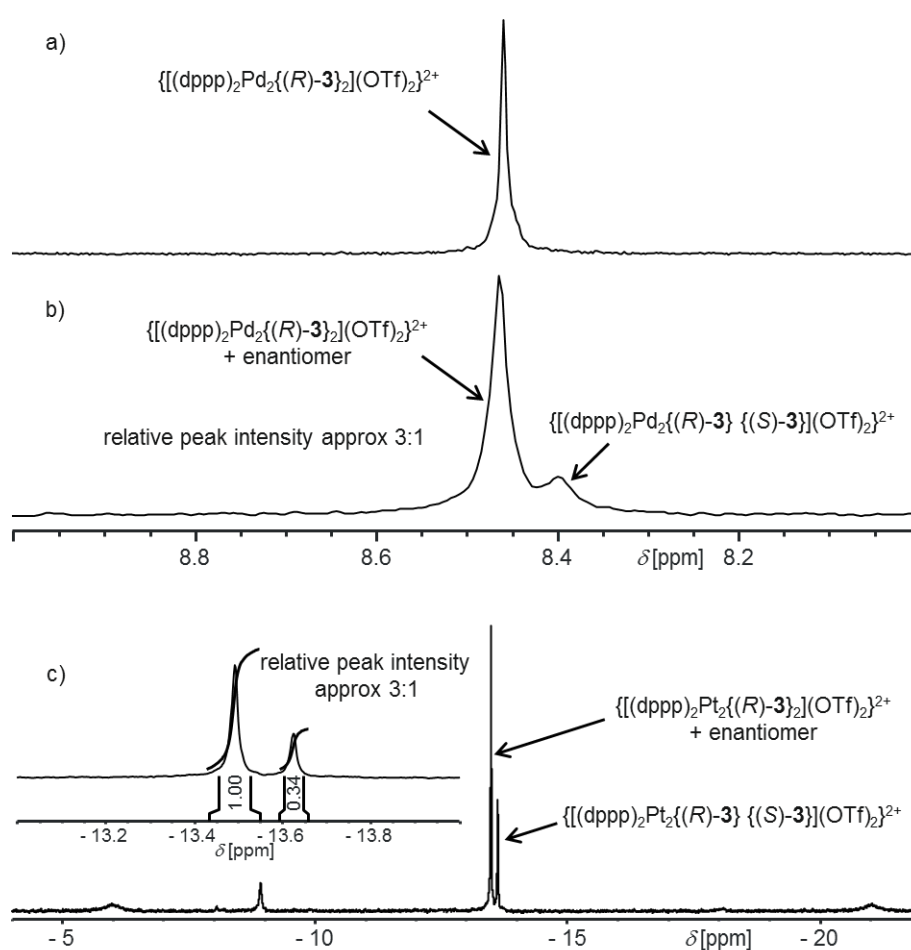 a)
{[(dppp)₂Pd₂{(R)-3}₂](OTf)₂}²⁺
b)
{[(dppp)₂Pd₂{(R)-3}₂](OTf)₂}²⁺
+ enantiomer
{[(dppp)₂Pd₂{(R)-3} {(S)-3}](OTf)₂}²⁺
relative peak intensity approx 3:1
8.8 8.6 8.4 δ [ppm] 8.2
c)
relative peak intensity
approx 3:1
{[(dppp)₂Pt₂{(R)-3}₂](OTf)₂}²⁺
+ enantiomer
1.00 0.34
- 13.2 - 13.4 - 13.6 - 13.8
δ [ppm]
{[(dppp)₂Pt₂{(R)-3} {(S)-3}](OTf)₂}²⁺
- 5 - 10 - 15 δ [ppm] - 20